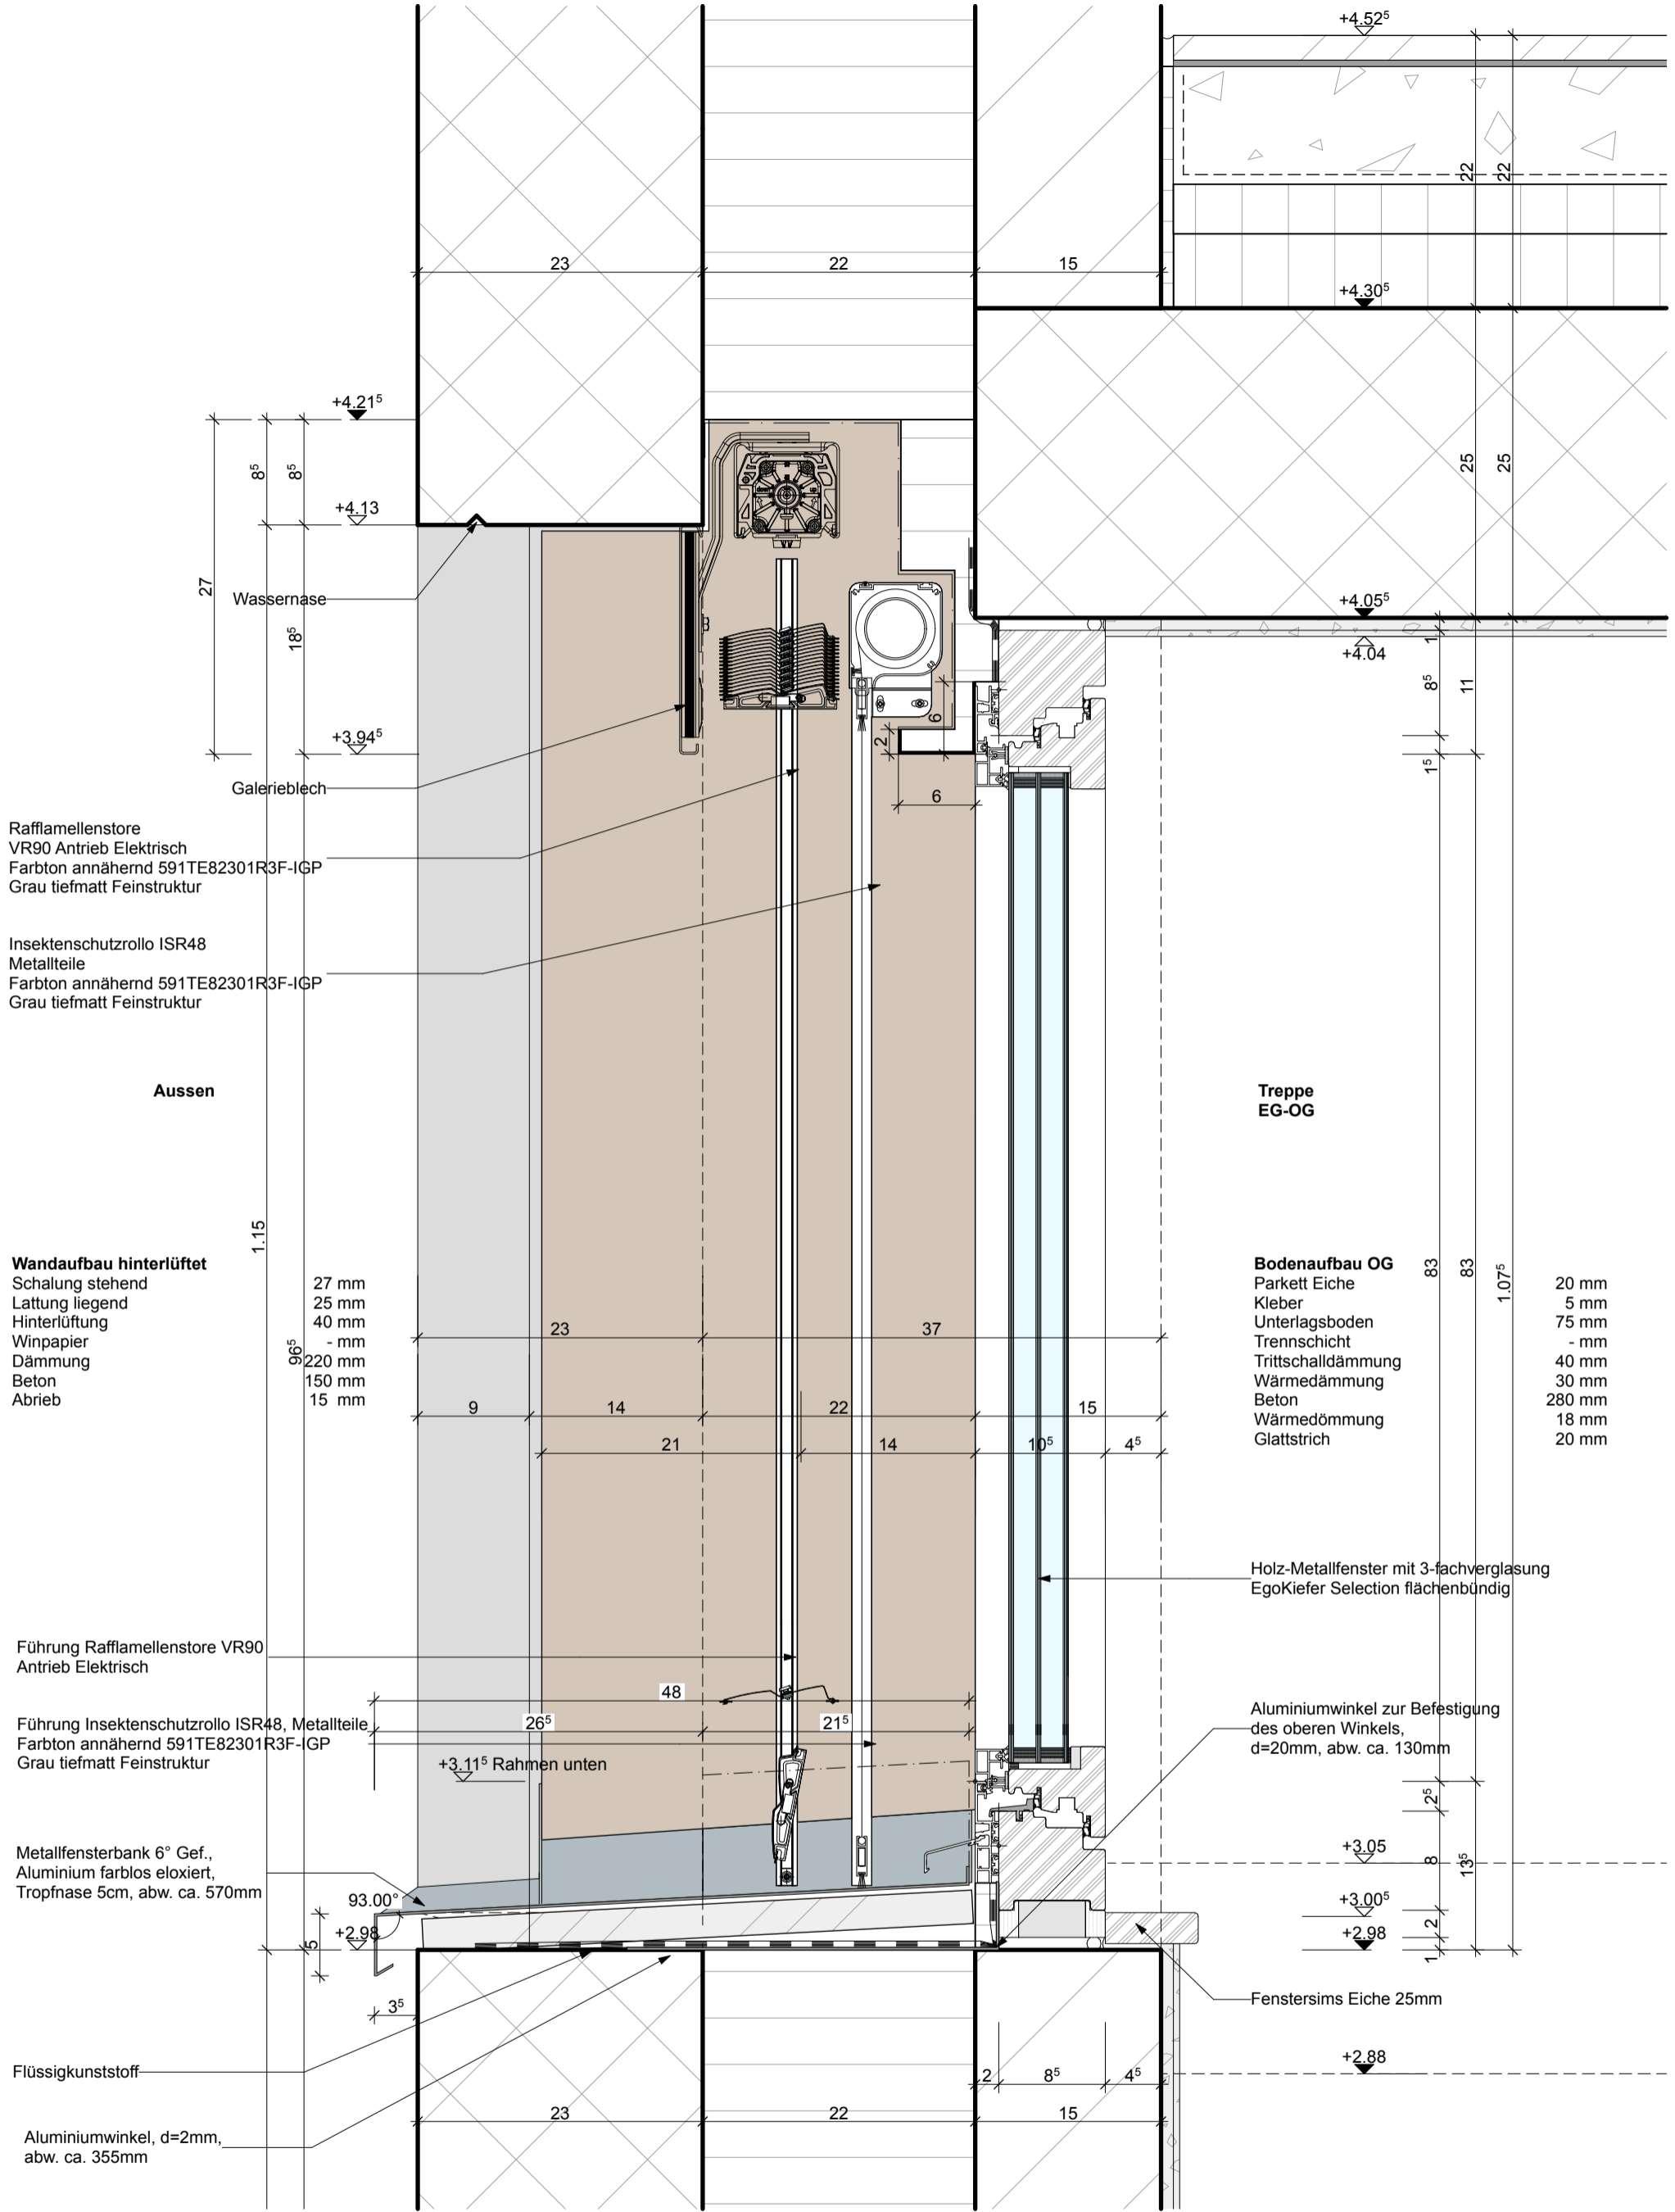 +4.52⁵
22
22
23
22
15
+4.30⁵
+4.21⁵
8⁵
8⁵
25
25
+4.13
27
Wassernase
18⁵
+4.05⁵
1
+4.04
8⁵
11
6
2
+3.94⁵
15
Galerieblech
6
Rafflamellenstore
VR90 Antrieb Elektrisch
Farbton annähernd 591TE82301R3F-IGP
Grau tiefmatt Feinstruktur
Insektenschutzrollo ISR48
Metallteile
Farbton annähernd 591TE82301R3F-IGP
Grau tiefmatt Feinstruktur
Aussen
Treppe
EG-OG
1.15
Wandaufbau hinterlüftet
Schalung stehend 27 mm
Lattung liegend 25 mm
Hinterlüftung 40 mm
Winpapier - mm
Dämmung 220 mm
Beton 150 mm
Abrieb 15 mm
96⁵
Bodenaufbau OG
Parkett Eiche 20 mm
Kleber 5 mm
Unterlagsboden 75 mm
Trennschicht - mm
Trittschalldämmung 40 mm
Wärmedämmung 30 mm
Beton 280 mm
Wärmedömmung 18 mm
Glattstrich 20 mm
83
83
1.07⁵
23
37
9
14
22
15
21
14
10⁵
4⁵
Holz-Metallfenster mit 3-fachverglasung
EgoKiefer Selection flächenbündig
Führung Rafflamellenstore VR90
Antrieb Elektrisch
48
Führung Insektenschutzrollo ISR48, Metallteile
Farbton annähernd 591TE82301R3F-IGP
Grau tiefmatt Feinstruktur
26⁵
21⁵
Aluminiumwinkel zur Befestigung
des oberen Winkels,
d=20mm, abw. ca. 130mm
+3.11⁵ Rahmen unten
2⁵
Metallfensterbank 6° Gef.,
Aluminium farblos eloxiert,
Tropfnase 5cm, abw. ca. 570mm
+3.05
8
13⁵
93.00°
+3.00⁵
2
+2.98
5
+2.98
1
3⁵
Fenstersims Eiche 25mm
Flüssigkunststoff
+2.88
2
8⁵
4⁵
23
22
15
Aluminiumwinkel, d=2mm,
abw. ca. 355mm